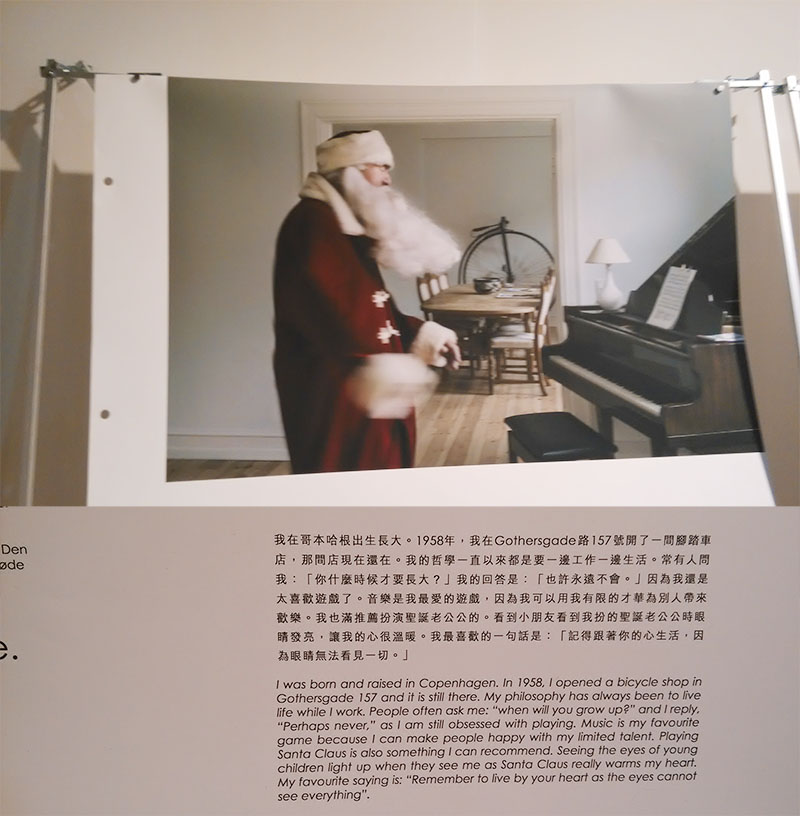 Den
øde
e.
我在哥本哈根出生長大。1958年，我在Gothersgade路157號開了一間腳踏車
店，那間店現在還在。我的哲學一直以來都是要一邊工作一邊生活。常有人問
我：「你什麼時候才要長大？」我的回答是：「也許永遠不會。」因為我還是
太喜歡遊戲了。音樂是我最愛的遊戲，因為我可以用我有限的才華為別人帶來
歡樂。我也滿推薦扮演聖誕老公公的。看到小朋友看到我扮的聖誕老公公時眼
睛發亮，讓我的心很溫暖。我最喜歡的一句話是：「記得跟著你的心生活，因
為眼睛無法看見一切。」
I was born and raised in Copenhagen. In 1958, I opened a bicycle shop in
Gothersgade 157 and it is still there. My philosophy has always been to live
life while I work. People often ask me: “when will you grow up?” and I reply,
“Perhaps never,” as I am still obsessed with playing. Music is my favourite
game because I can make people happy with my limited talent. Playing
Santa Claus is also something I can recommend. Seeing the eyes of young
children light up when they see me as Santa Claus really warms my heart.
My favourite saying is: “Remember to live by your heart as the eyes cannot
see everything”.